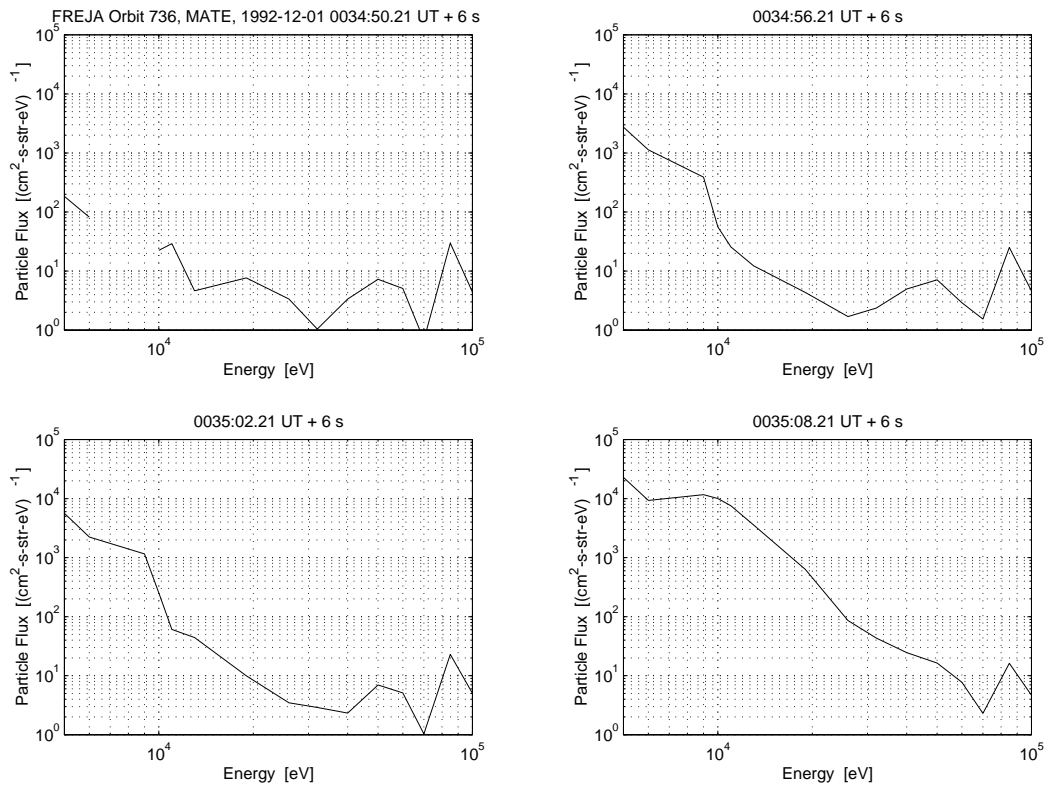 FREJA Orbit 736, MATE, 1992-12-01 0034:50.21 UT + 6 s
10^5
10^4
10^3
10^2
10^1
10^0
Particle Flux [(cm^2-s-str-eV)^-1]
10^4
10^5
Energy [eV]
0034:56.21 UT + 6 s
10^5
10^4
10^3
10^2
10^1
10^0
Particle Flux [(cm^2-s-str-eV)^-1]
10^4
10^5
Energy [eV]
0035:02.21 UT + 6 s
10^5
10^4
10^3
10^2
10^1
10^0
Particle Flux [(cm^2-s-str-eV)^-1]
10^4
10^5
Energy [eV]
0035:08.21 UT + 6 s
10^5
10^4
10^3
10^2
10^1
10^0
Particle Flux [(cm^2-s-str-eV)^-1]
10^4
10^5
Energy [eV]